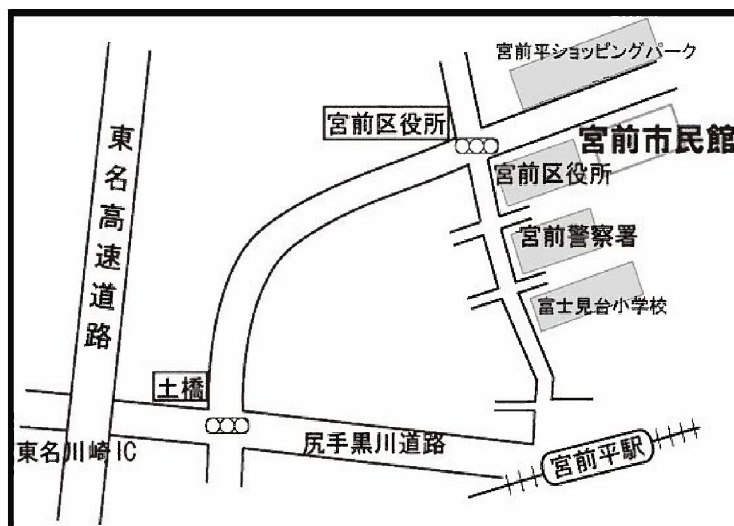 宮前平ショッピングパーク
宮前区役所
宮前市民館
宮前区役所
宮前警察署
富士見台小学校
東名高速道路
土橋
東名川崎IC
尻手黒川道路
宮前平駅